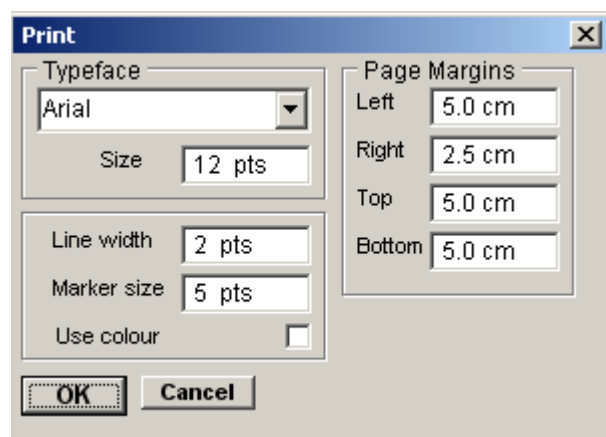 Print
Typeface
Arial
Size 12 pts
Line width 2 pts
Marker size 5 pts
Use colour
Page Margins
Left 5.0 cm
Right 2.5 cm
Top 5.0 cm
Bottom 5.0 cm
OK Cancel